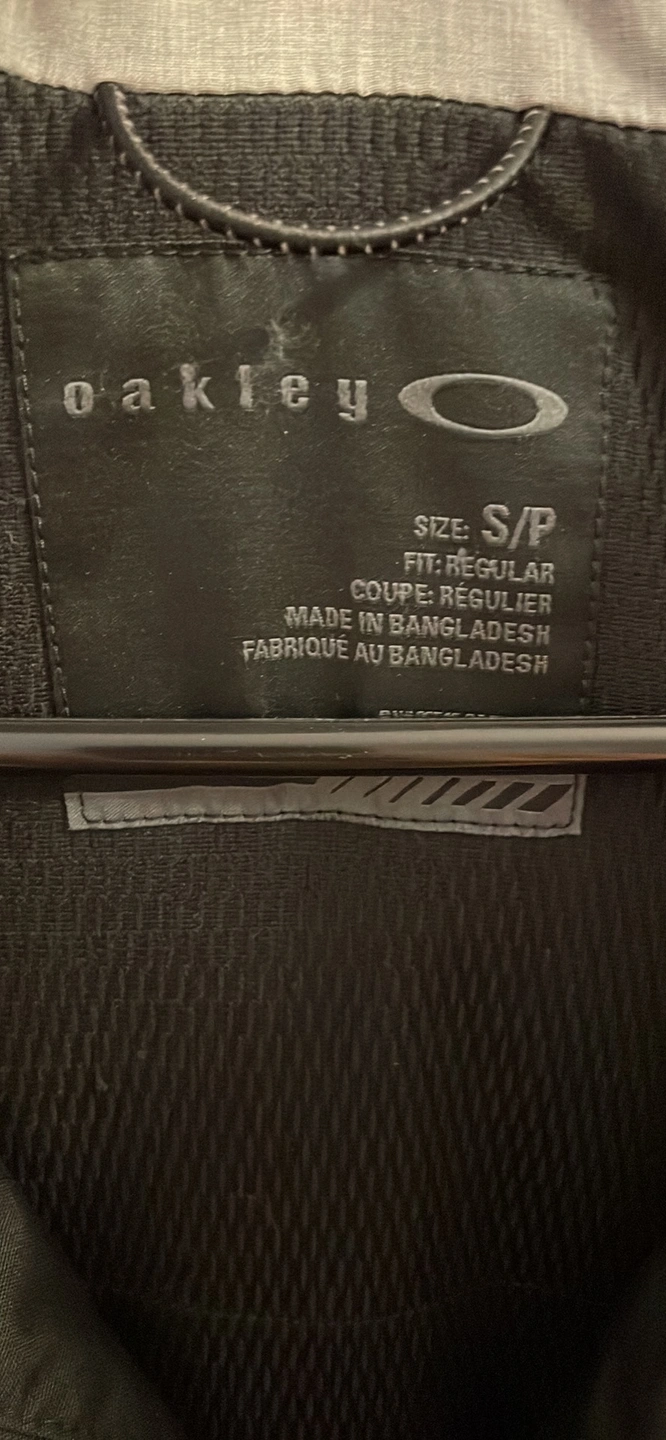 oakley
SIZE: S/P
FIT: REGULAR
COUPE: RÉGULIER
MADE IN BANGLADESH
FABRIQUÉ AU BANGLADESH